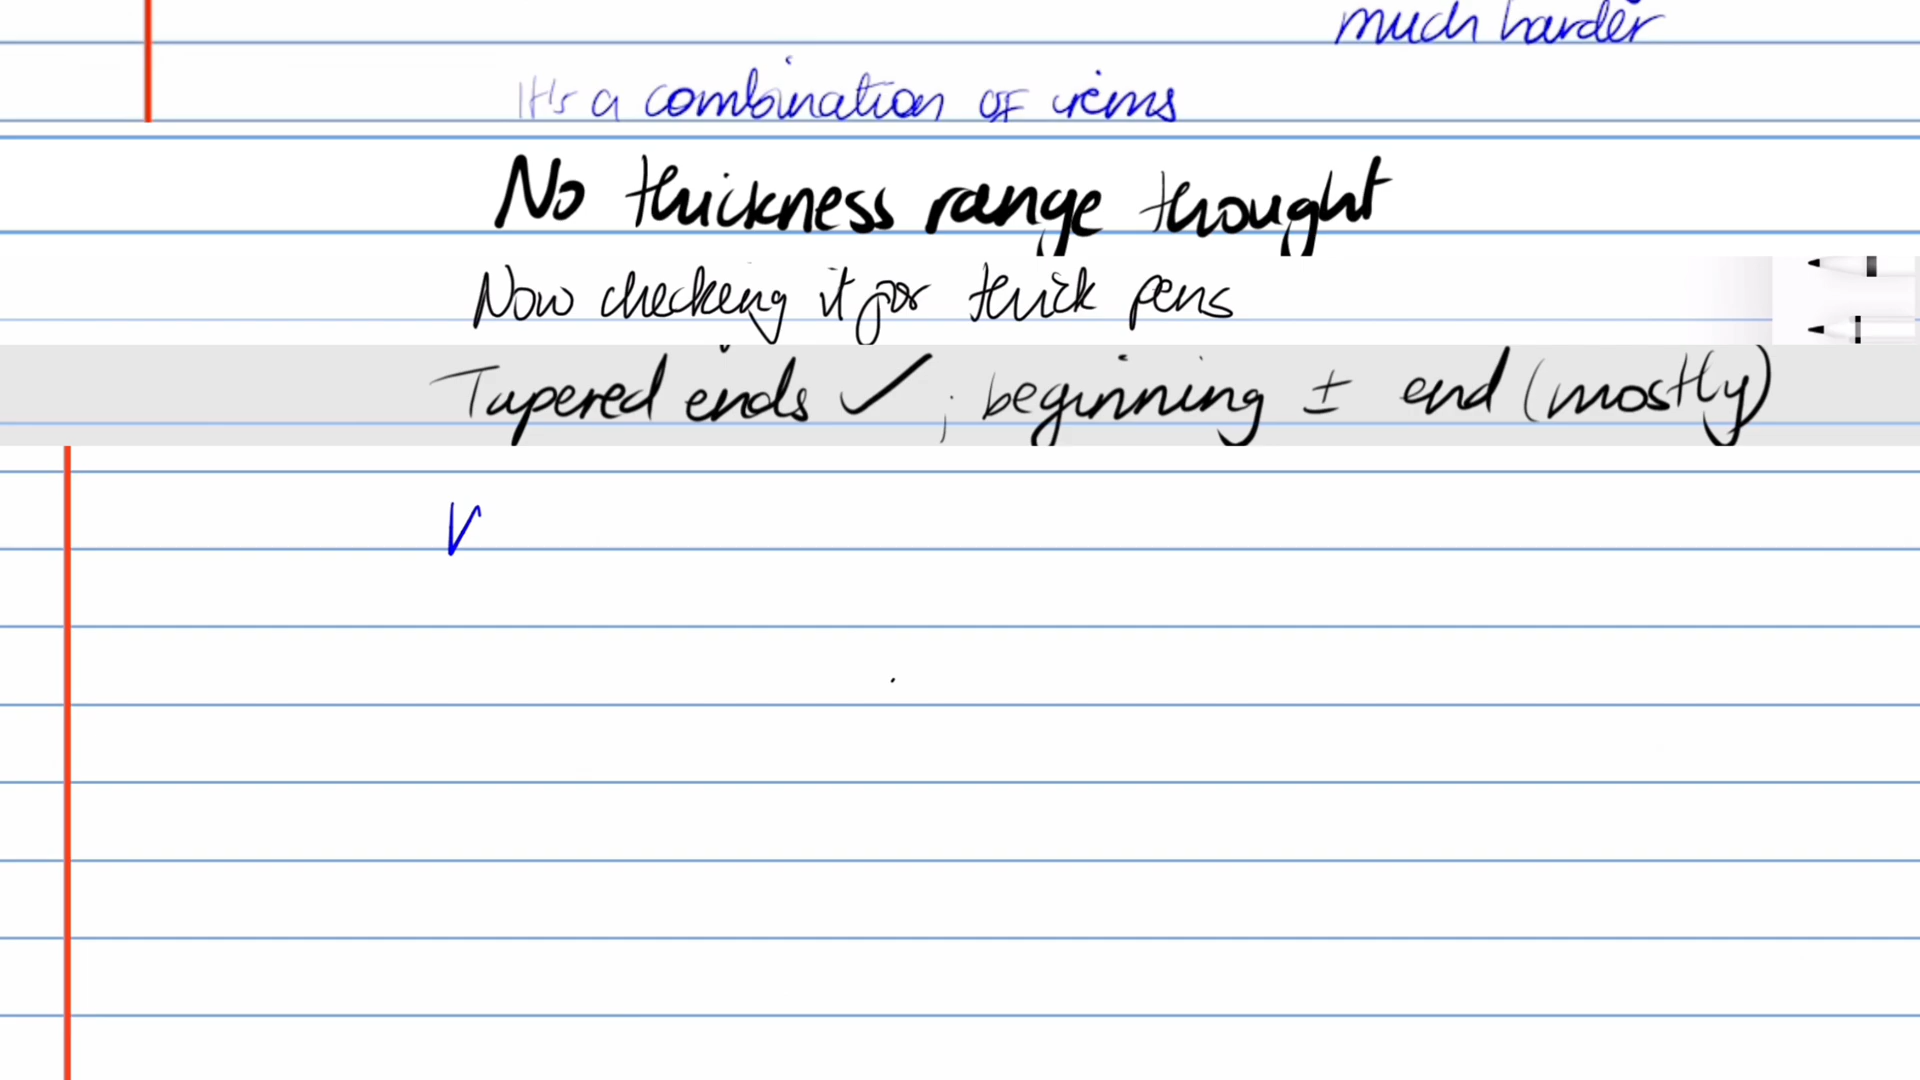 much harder
It's a combination of items
No thickness range thought
Now checking it for thick pens
Tapered ends ✓ ; beginning ± end (mostly)
V